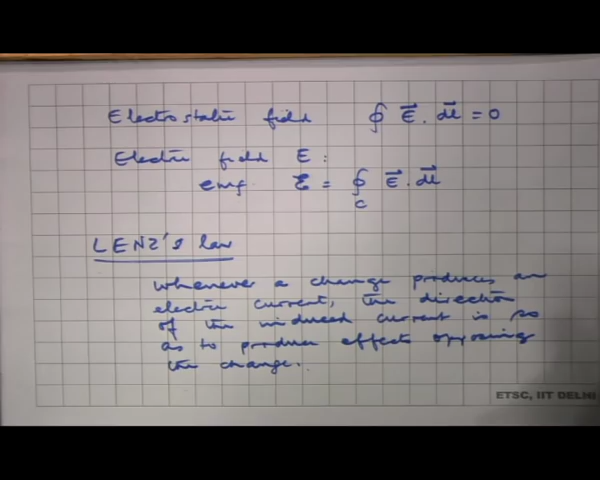 Electrostatic field ∮ E⃗ . dl⃗ = 0
Electric field E :
emf ℰ = ∮ E⃗ . dl⃗
C
LENZ's law
Whenever a change produces an
electric current, the direction
of the induced current is so
as to produce effects opposing
the change.
ETSC, IIT DELHI